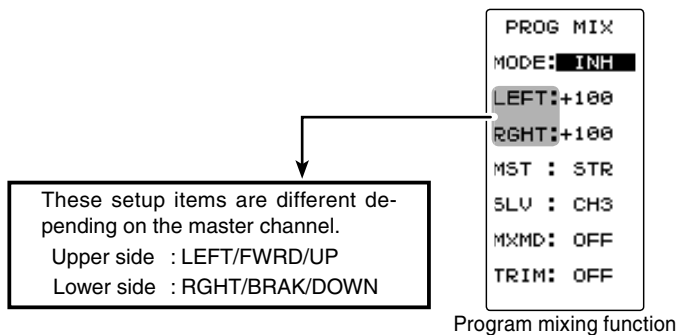 PROG MIX
MODE: INH
LEFT:+100
RGHT:+100
MST : STR
SLV : CH3
MXMD: OFF
TRIM: OFF
Program mixing function
These setup items are different de-
pending on the master channel.
Upper side : LEFT/FWRD/UP
Lower side : RGHT/BRAK/DOWN